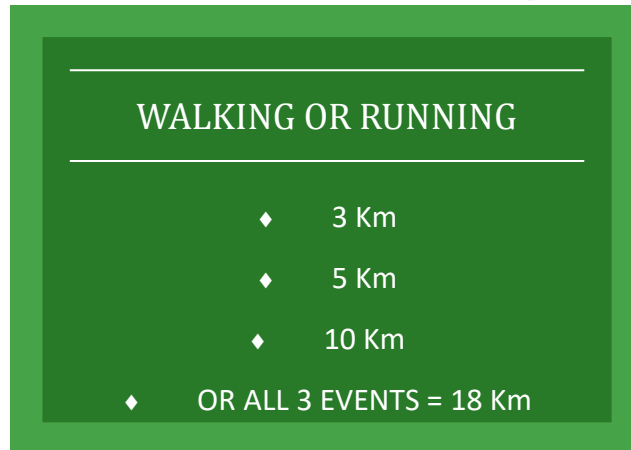 WALKING OR RUNNING
♦ 3 Km
♦ 5 Km
♦ 10 Km
♦ OR ALL 3 EVENTS = 18 Km